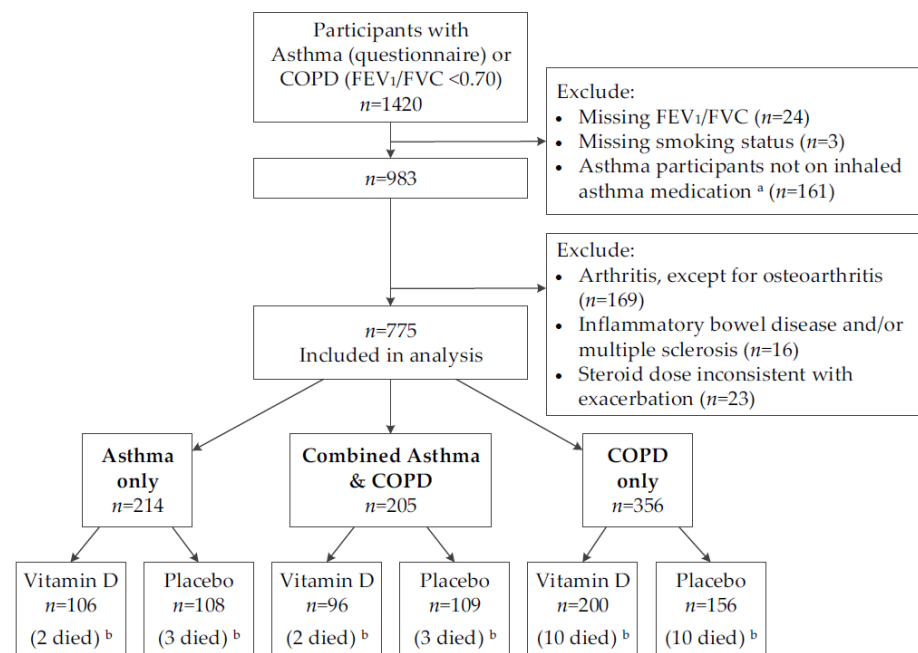 Participants with
Asthma (questionnaire) or
COPD (FEV₁/FVC <0.70)
n=1420
Exclude:
• Missing FEV₁/FVC (n=24)
• Missing smoking status (n=3)
• Asthma participants not on inhaled
asthma medication ᵃ (n=161)
n=983
Exclude:
• Arthritis, except for osteoarthritis
(n=169)
• Inflammatory bowel disease and/or
multiple sclerosis (n=16)
• Steroid dose inconsistent with
exacerbation (n=23)
n=775
Included in analysis
Asthma
only
n=214
Combined Asthma
& COPD
n=205
COPD
only
n=356
Vitamin D
n=106
(2 died) ᵇ
Placebo
n=108
(3 died) ᵇ
Vitamin D
n=96
(2 died) ᵇ
Placebo
n=109
(3 died) ᵇ
Vitamin D
n=200
(10 died) ᵇ
Placebo
n=156
(10 died) ᵇ